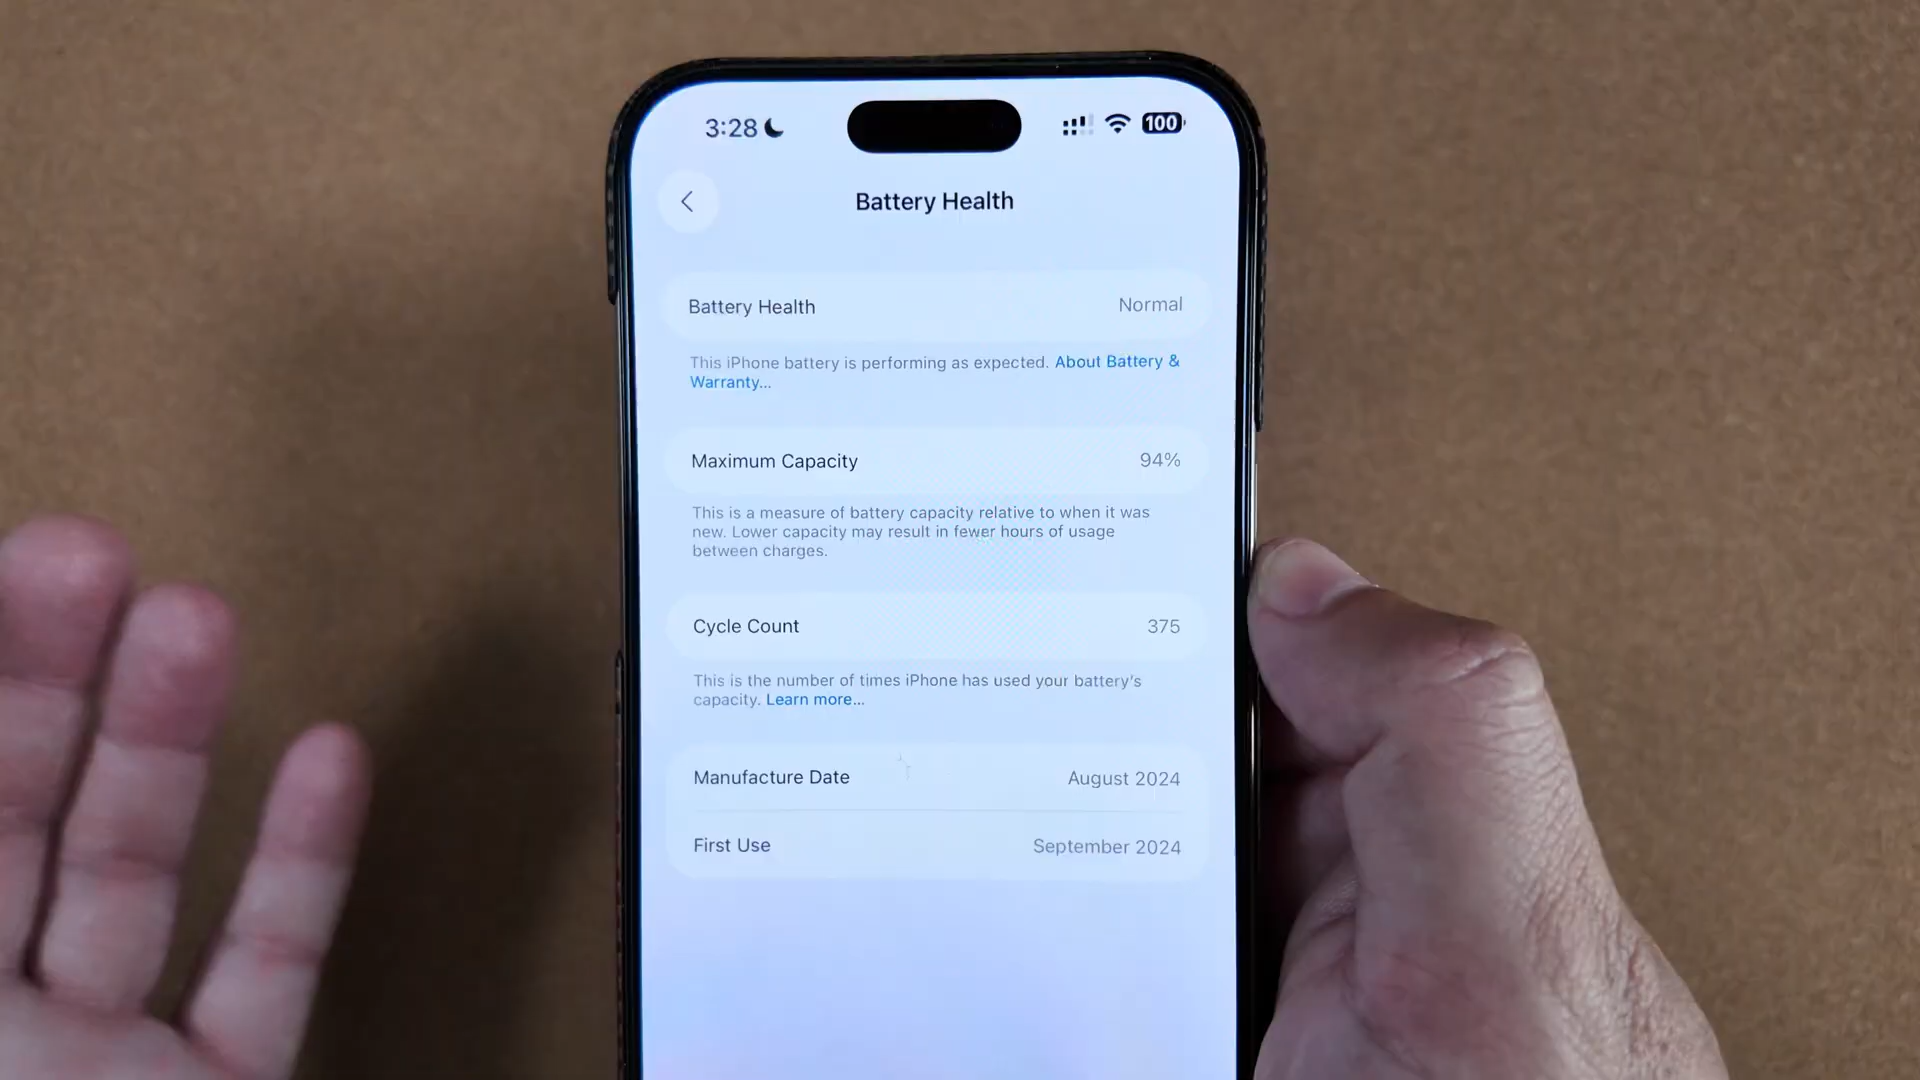 3:28
100
Battery Health
Battery Health Normal
This iPhone battery is performing as expected. About Battery &
Warranty...
Maximum Capacity 94%
This is a measure of battery capacity relative to when it was
new. Lower capacity may result in fewer hours of usage
between charges.
Cycle Count 375
This is the number of times iPhone has used your battery's
capacity. Learn more...
Manufacture Date August 2024
First Use September 2024